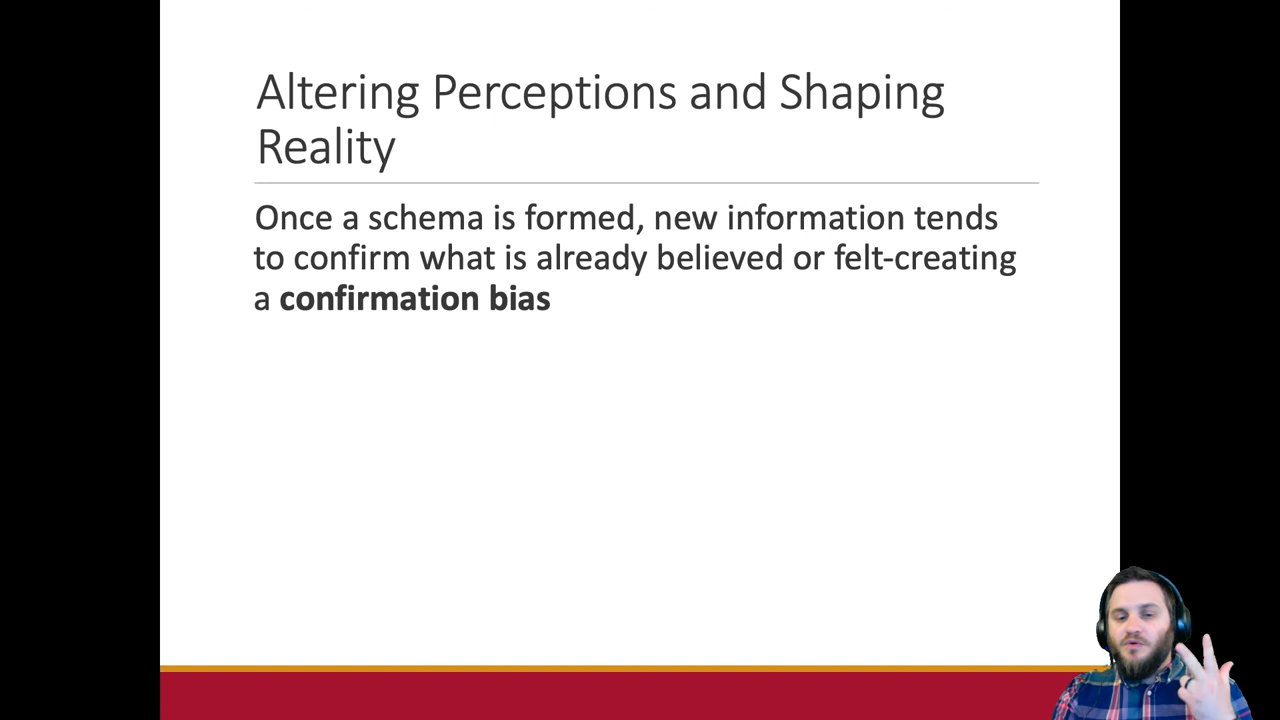 Altering Perceptions and Shaping
Reality
Once a schema is formed, new information tends
to confirm what is already believed or felt-creating
a confirmation bias